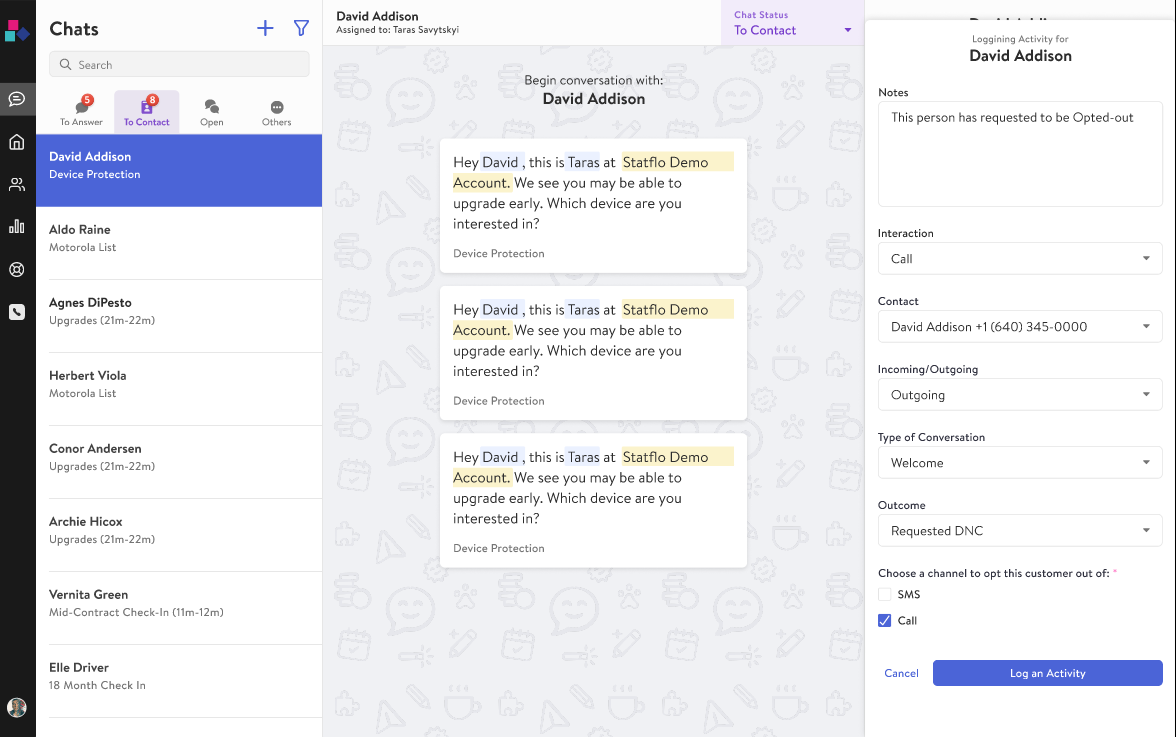 Chats
Search
5
To Answer
8
To Contact
Open
Others
David Addison
Device Protection
Aldo Raine
Motorola List
Agnes DiPesto
Upgrades (21m-22m)
Herbert Viola
Motorola List
Conor Andersen
Upgrades (21m-22m)
Archie Hicox
Upgrades (21m-22m)
Vernita Green
Mid-Contract Check-In (11m-12m)
Elle Driver
18 Month Check In
David Addison
Assigned to: Taras Savytskyi
Chat Status
To Contact
Begin conversation with:
David Addison
Hey David , this is Taras at Statflo Demo
Account. We see you may be able to
upgrade early. Which device are you
interested in?
Device Protection
Hey David , this is Taras at Statflo Demo
Account. We see you may be able to
upgrade early. Which device are you
interested in?
Device Protection
Hey David , this is Taras at Statflo Demo
Account. We see you may be able to
upgrade early. Which device are you
interested in?
Device Protection
Loggining Activity for
David Addison
Notes
This person has requested to be Opted-out
Interaction
Call
Contact
David Addison +1 (640) 345-0000
Incoming/Outgoing
Outgoing
Type of Conversation
Welcome
Outcome
Requested DNC
Choose a channel to opt this customer out of: *
SMS
Call
Cancel
Log an Activity